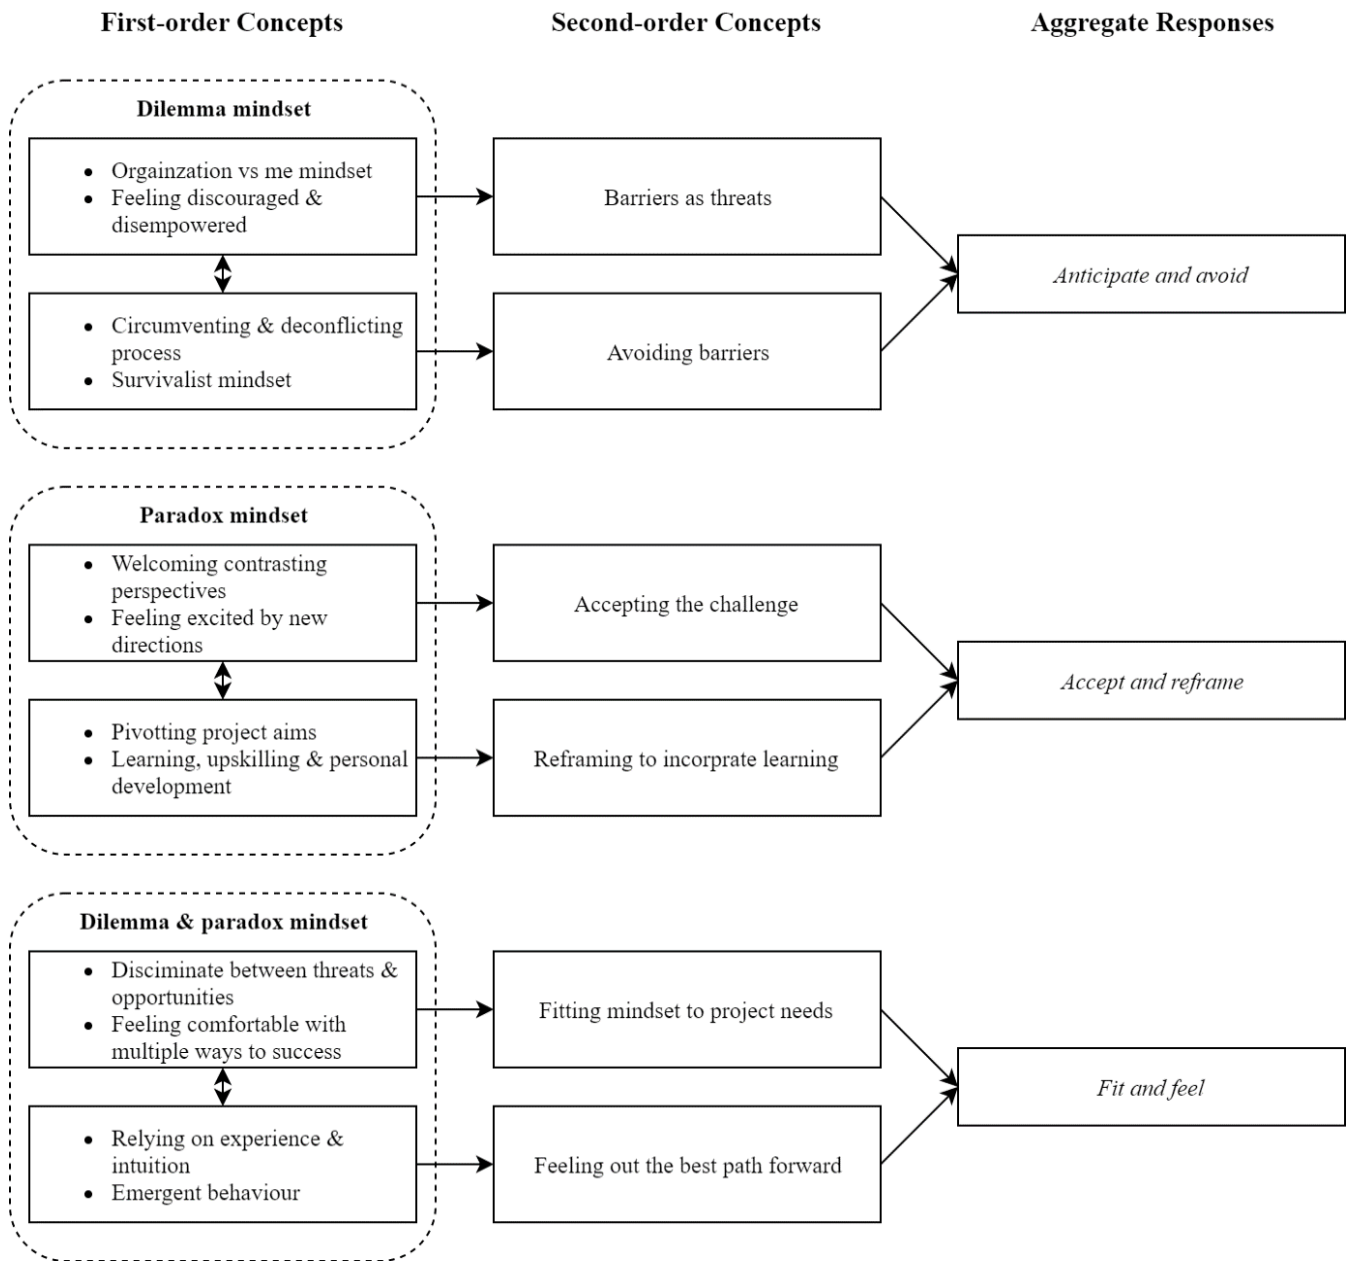 First-order Concepts
Second-order Concepts
Aggregate Responses
Dilemma mindset
• Orgainzation vs me mindset
• Feeling discouraged &
disempowered
Barriers as threats
• Circumventing & deconflicting
process
• Survivalist mindset
Avoiding barriers
Anticipate and avoid
Paradox mindset
• Welcoming contrasting
perspectives
• Feeling excited by new
directions
Accepting the challenge
• Pivotting project aims
• Learning, upskilling & personal
development
Reframing to incorprate learning
Accept and reframe
Dilemma & paradox mindset
• Disciminate between threats &
opportunities
• Feeling comfortable with
multiple ways to success
Fitting mindset to project needs
• Relying on experience &
intuition
• Emergent behaviour
Feeling out the best path forward
Fit and feel